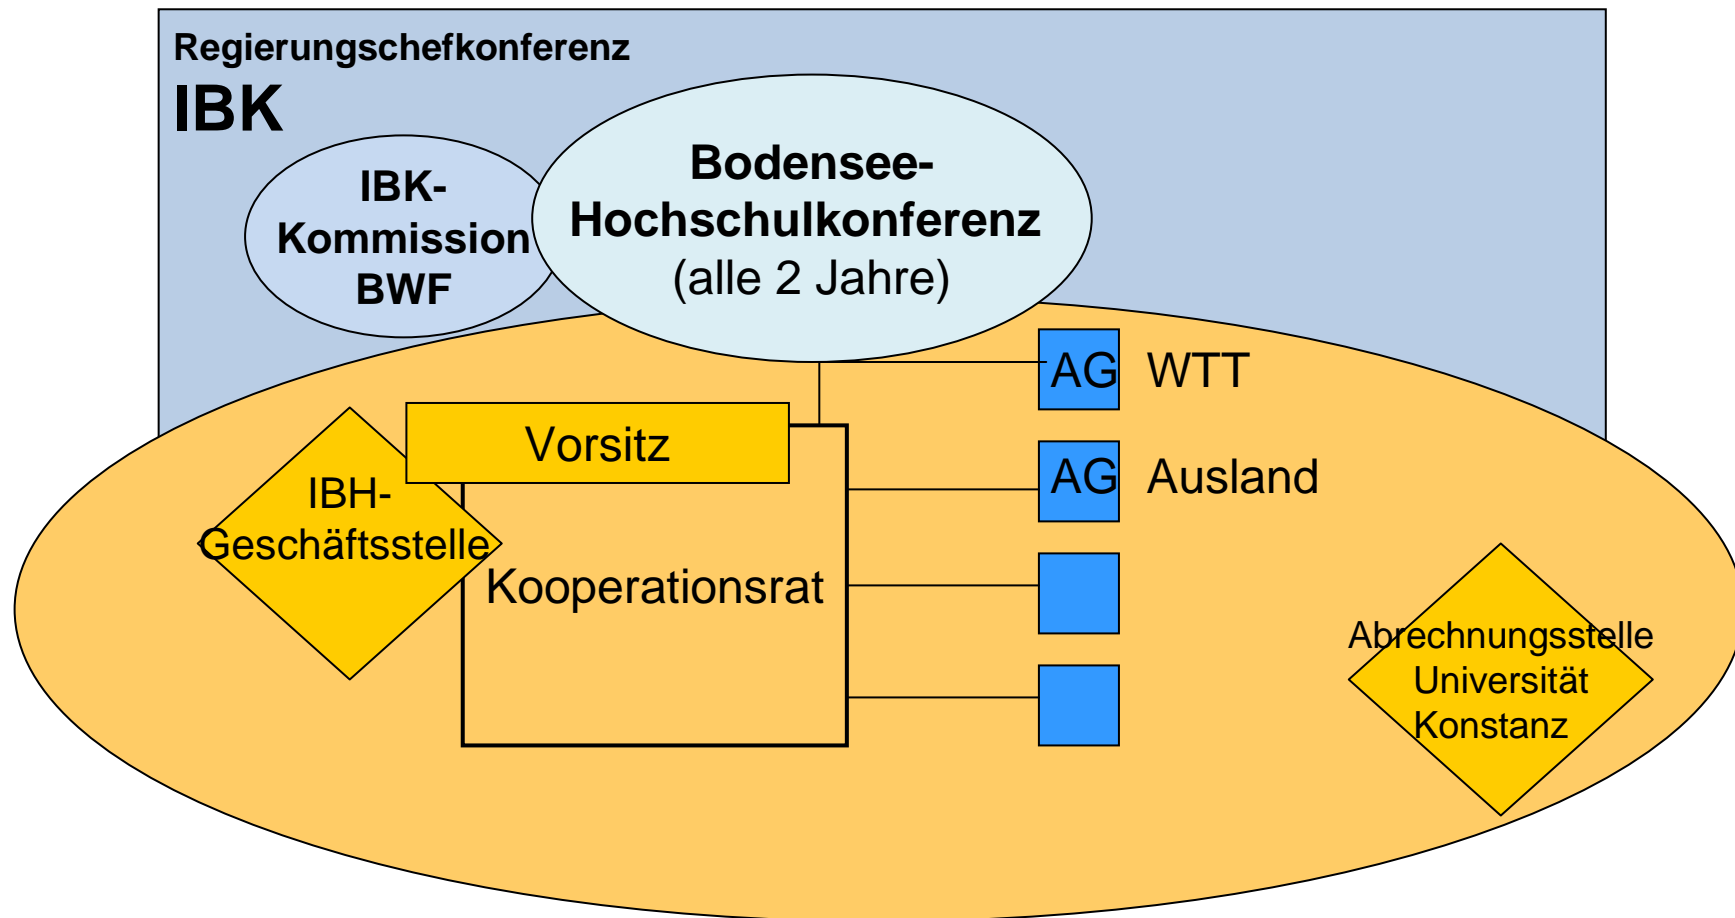 Regierungschefkonferenz
IBK
IBK-
Kommission
BWF
Bodensee-
Hochschulkonferenz
(alle 2 Jahre)
AG WTT
Vorsitz
AG Ausland
IBH-
Geschäftsstelle
Kooperationsrat
Abrechnungsstelle
Universität
Konstanz